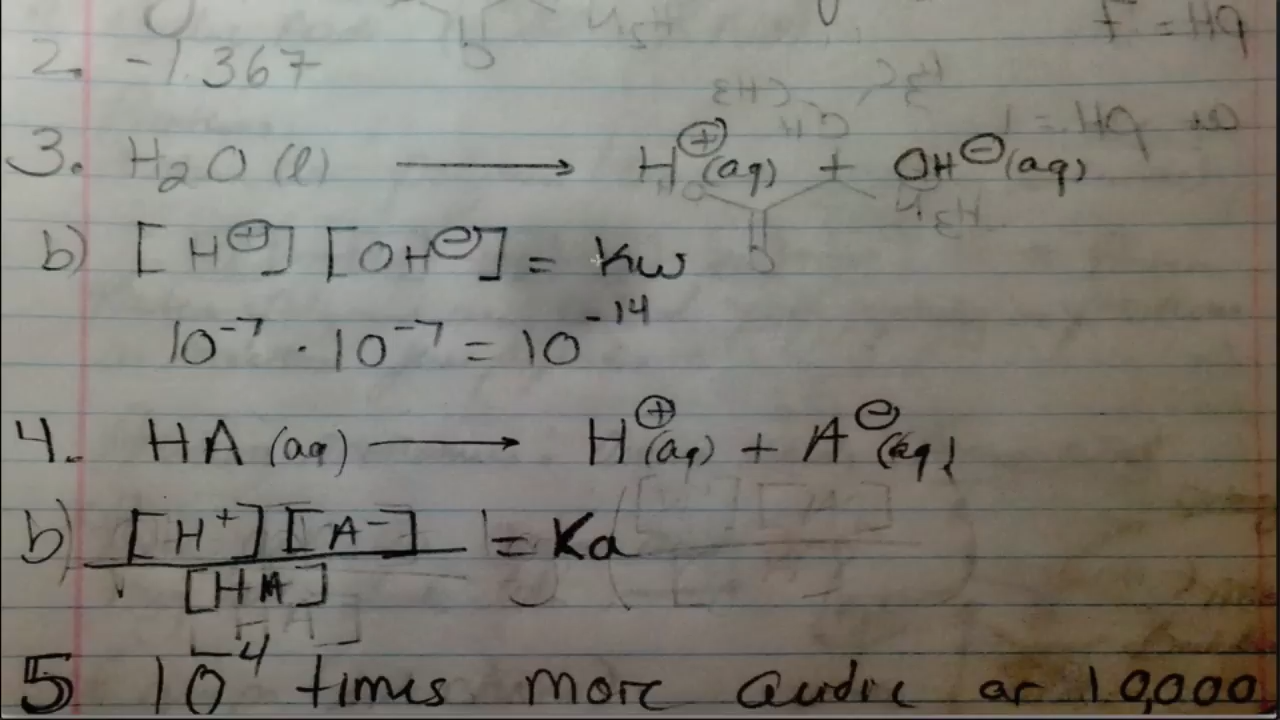 2. -1.367
3. H₂O (l) ⟶ H⊕(aq) + OH⊖(aq)
b) [H⊕] [OH⊖] = Kw
10⁻⁷ · 10⁻⁷ = 10⁻¹⁴
4. HA (aq) ⟶ H⊕(aq) + A⊖(aq)
b) [H⁺][A⁻] = Ka
[HA]
5 10⁻⁴ times more acidic or 10,000